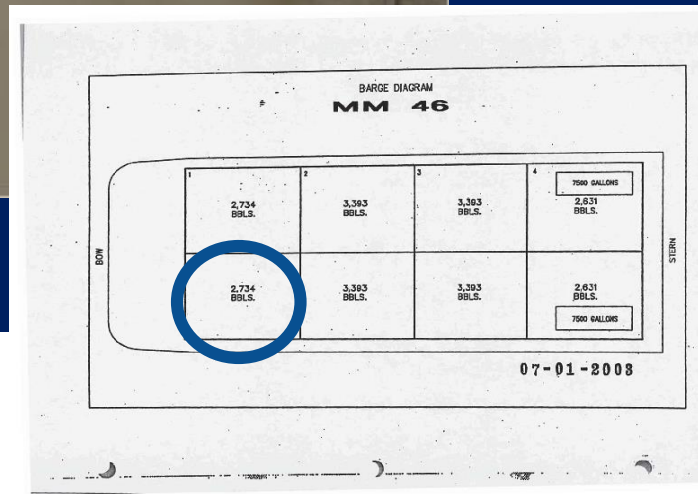 BARGE DIAGRAM
MM 46
1
2
3
4
7500 GALLONS
2,734
BBLS.
3,393
BBLS.
3,393
BBLS.
2,631
BBLS.
BOW
STERN
2,734
BBLS.
3,393
BBLS.
3,393
BBLS.
2,631
BBLS.
7500 GALLONS
07-01-2003